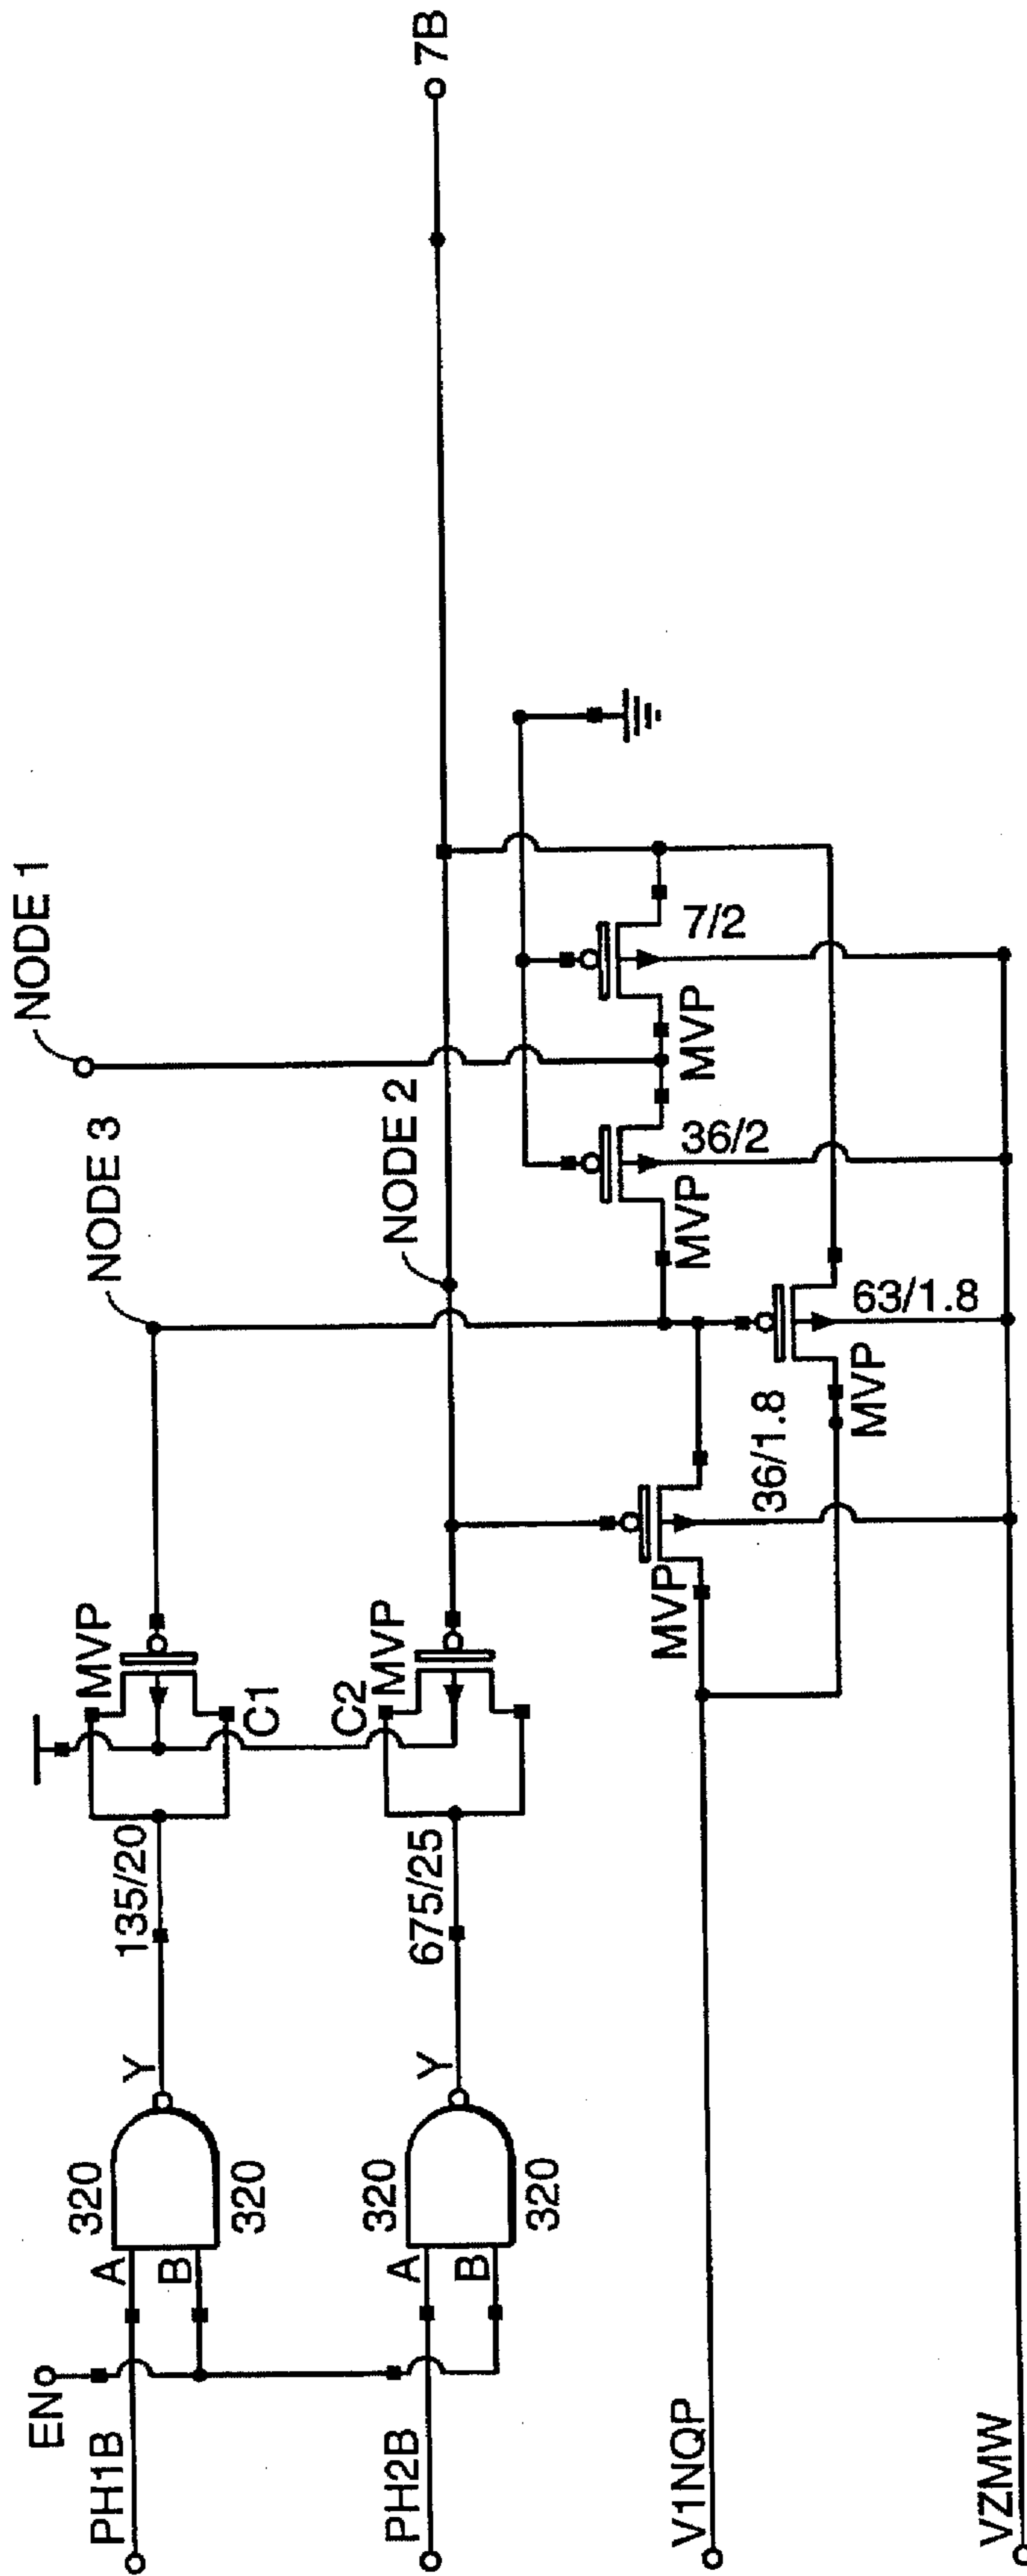 EN
PH1B
A
B
320
320
Y
135/20
MVP
C1
NODE 3
NODE 1
PH2B
A
B
320
320
Y
675/25
C2
MVP
NODE 2
7B
V1NQP
MVP
36/1.8
MVP
63/1.8
MVP
36/2
MVP
7/2
VZMW